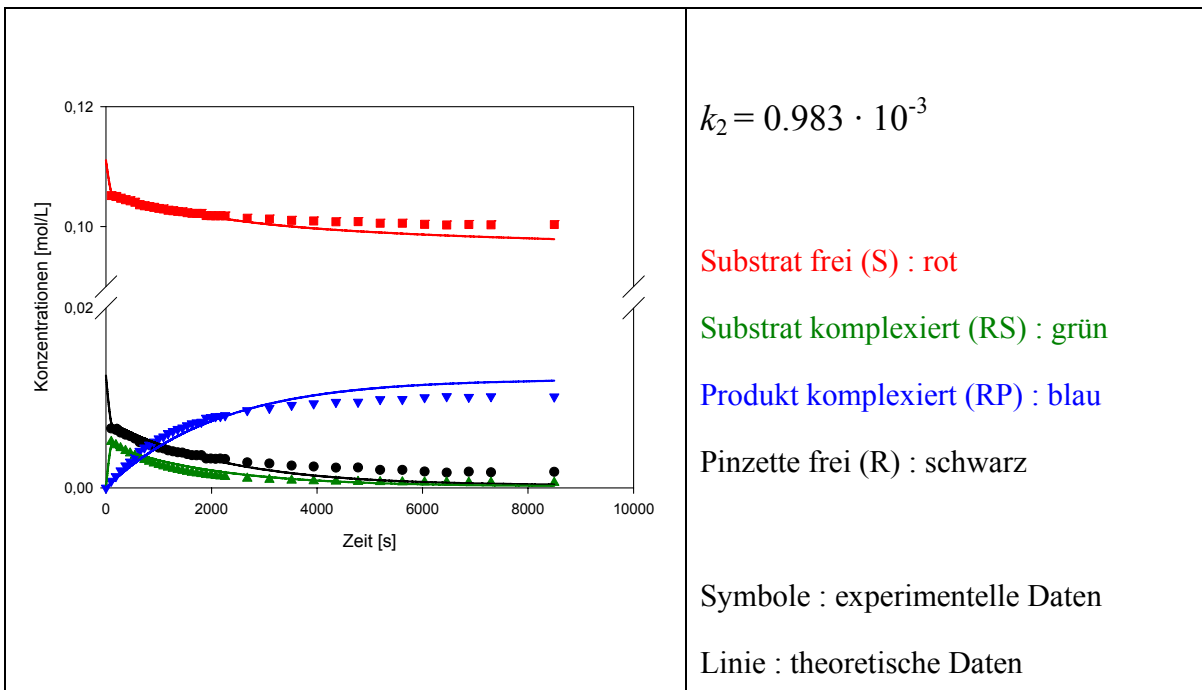 0,12
0,10
0,02
0,00
Konzentrationen [mol/L]
0
2000
4000
6000
8000
10000
Zeit [s]
k₂ = 0.983 · 10⁻³
Substrat frei (S) : rot
Substrat komplexiert (RS) : grün
Produkt komplexiert (RP) : blau
Pinzette frei (R) : schwarz
Symbole : experimentelle Daten
Linie : theoretische Daten